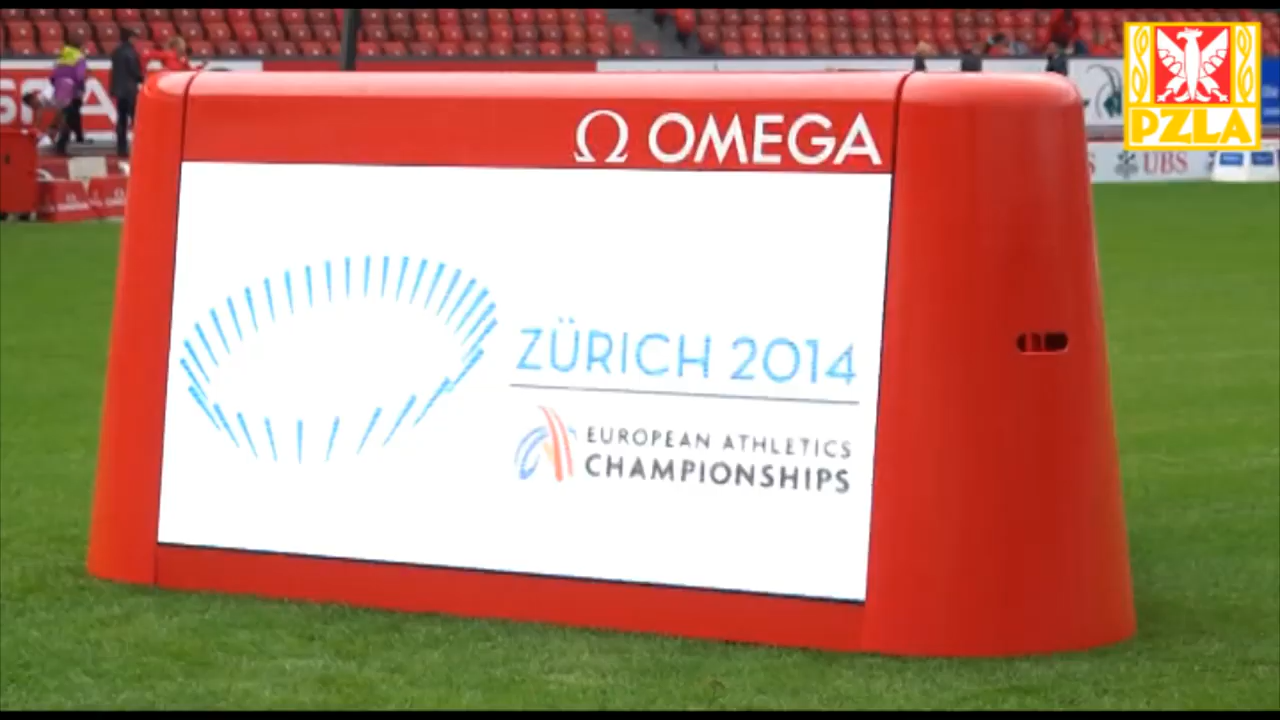 PZLA
Ω OMEGA
UBS
ZÜRICH 2014
EUROPEAN ATHLETICS
CHAMPIONSHIPS